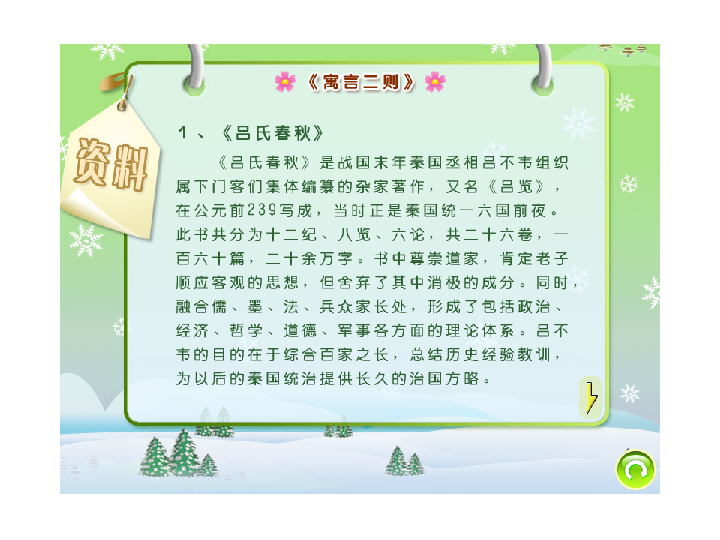 《寓言二则》
资料
1、《吕氏春秋》
《吕氏春秋》是战国末年秦国丞相吕不韦组织
属下门客们集体编纂的杂家著作，又名《吕览》，
在公元前239写成，当时正是秦国统一六国前夜。
此书共分为十二纪、八览、六论，共二十六卷，一
百六十篇，二十余万字。书中尊崇道家，肯定老子
顺应客观的思想，但舍弃了其中消极的成分。同时，
融合儒、墨、法、兵众家长处，形成了包括政治、
经济、哲学、道德、军事各方面的理论体系。吕不
韦的目的在于综合百家之长，总结历史经验教训，
为以后的秦国统治提供长久的治国方略。